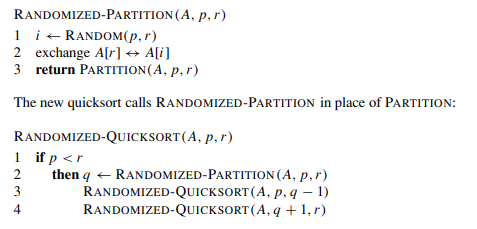 RANDOMIZED-PARTITION(A, p, r)
1 i ← RANDOM(p, r)
2 exchange A[r] ↔ A[i]
3 return PARTITION(A, p, r)
The new quicksort calls RANDOMIZED-PARTITION in place of PARTITION:
RANDOMIZED-QUICKSORT(A, p, r)
1 if p < r
2 then q ← RANDOMIZED-PARTITION(A, p, r)
3 RANDOMIZED-QUICKSORT(A, p, q − 1)
4 RANDOMIZED-QUICKSORT(A, q + 1, r)